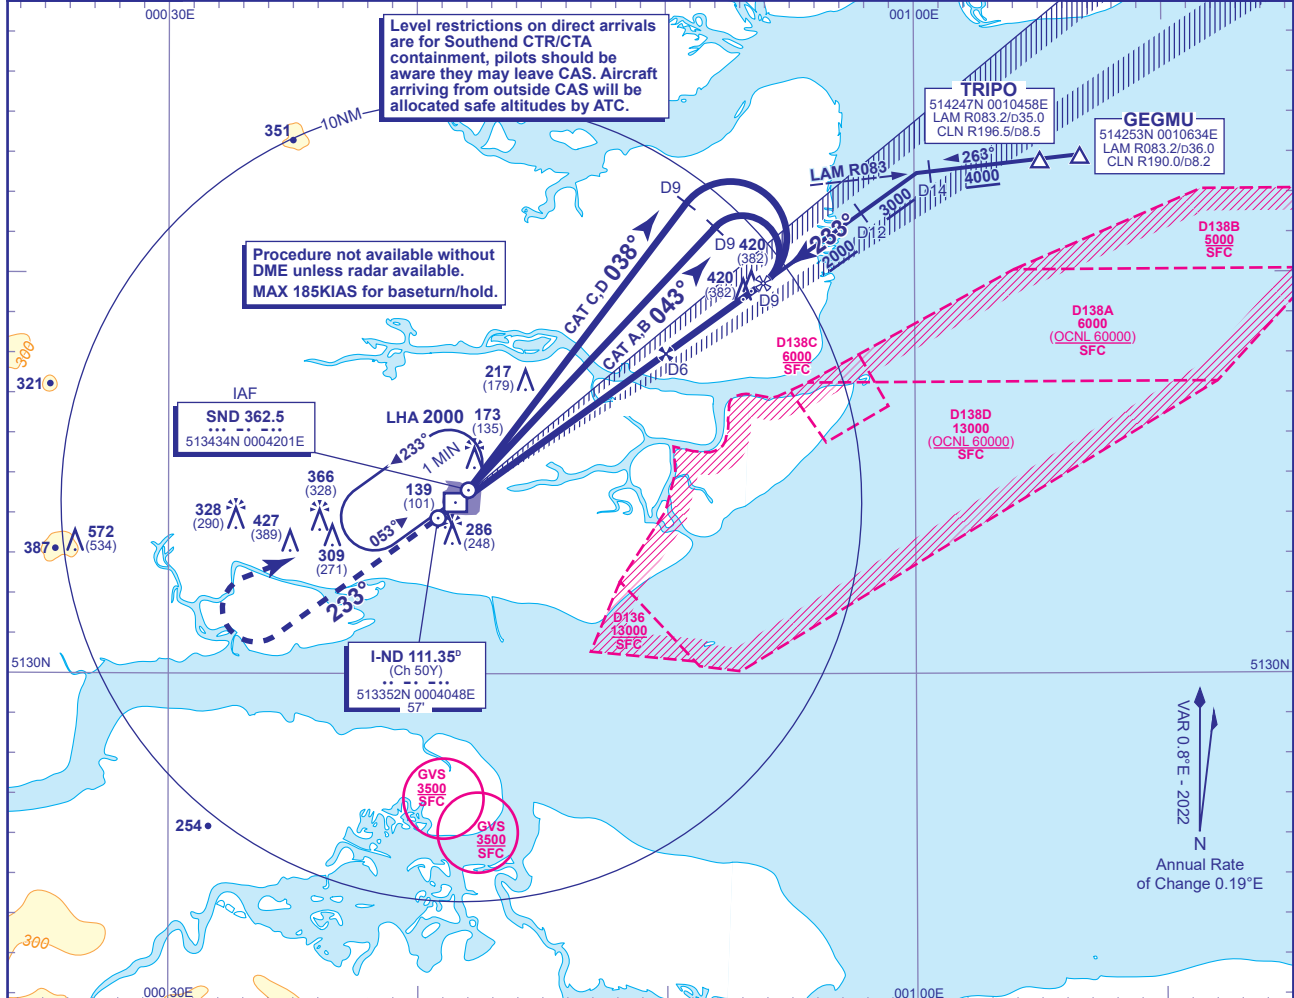 000 30E
001 00E
Level restrictions on direct arrivals
are for Southend CTR/CTA
containment, pilots should be
aware they may leave CAS. Aircraft
arriving from outside CAS will be
allocated safe altitudes by ATC.
TRIPO
514247N 0010458E
LAM R083.2/D35.0
CLN R196.5/D8.5
GEGMU
514253N 0010634E
LAM R083.2/D36.0
CLN R190.0/D8.2
351
10NM
LAM R083
263°
4000
D14
3000
D12
233°
2000
D9
D9
420
(382)
420
(382)
D9
D6
CAT C,D 038°
CAT A,B 043°
Procedure not available without
DME unless radar available.
MAX 185KIAS for baseturn/hold.
D138B
5000
SFC
D138A
6000
(OCNL 60000)
SFC
D138C
6000
SFC
D138D
13000
(OCNL 60000)
SFC
300
321
217
(179)
IAF
SND 362.5
513434N 0004201E
LHA 2000
173
(135)
233°
1 MIN
053°
139
(101)
366
(328)
328
(290)
427
(389)
309
(271)
286
(248)
387
572
(534)
233°
D136
13000
SFC
I-ND 111.35D
(Ch 50Y)
513352N 0004048E
57'
5130N
5130N
VAR 0.8°E - 2022
N
Annual Rate
of Change 0.19°E
GVS
3500
SFC
GVS
3500
SFC
254
300
000 30E
001 00E